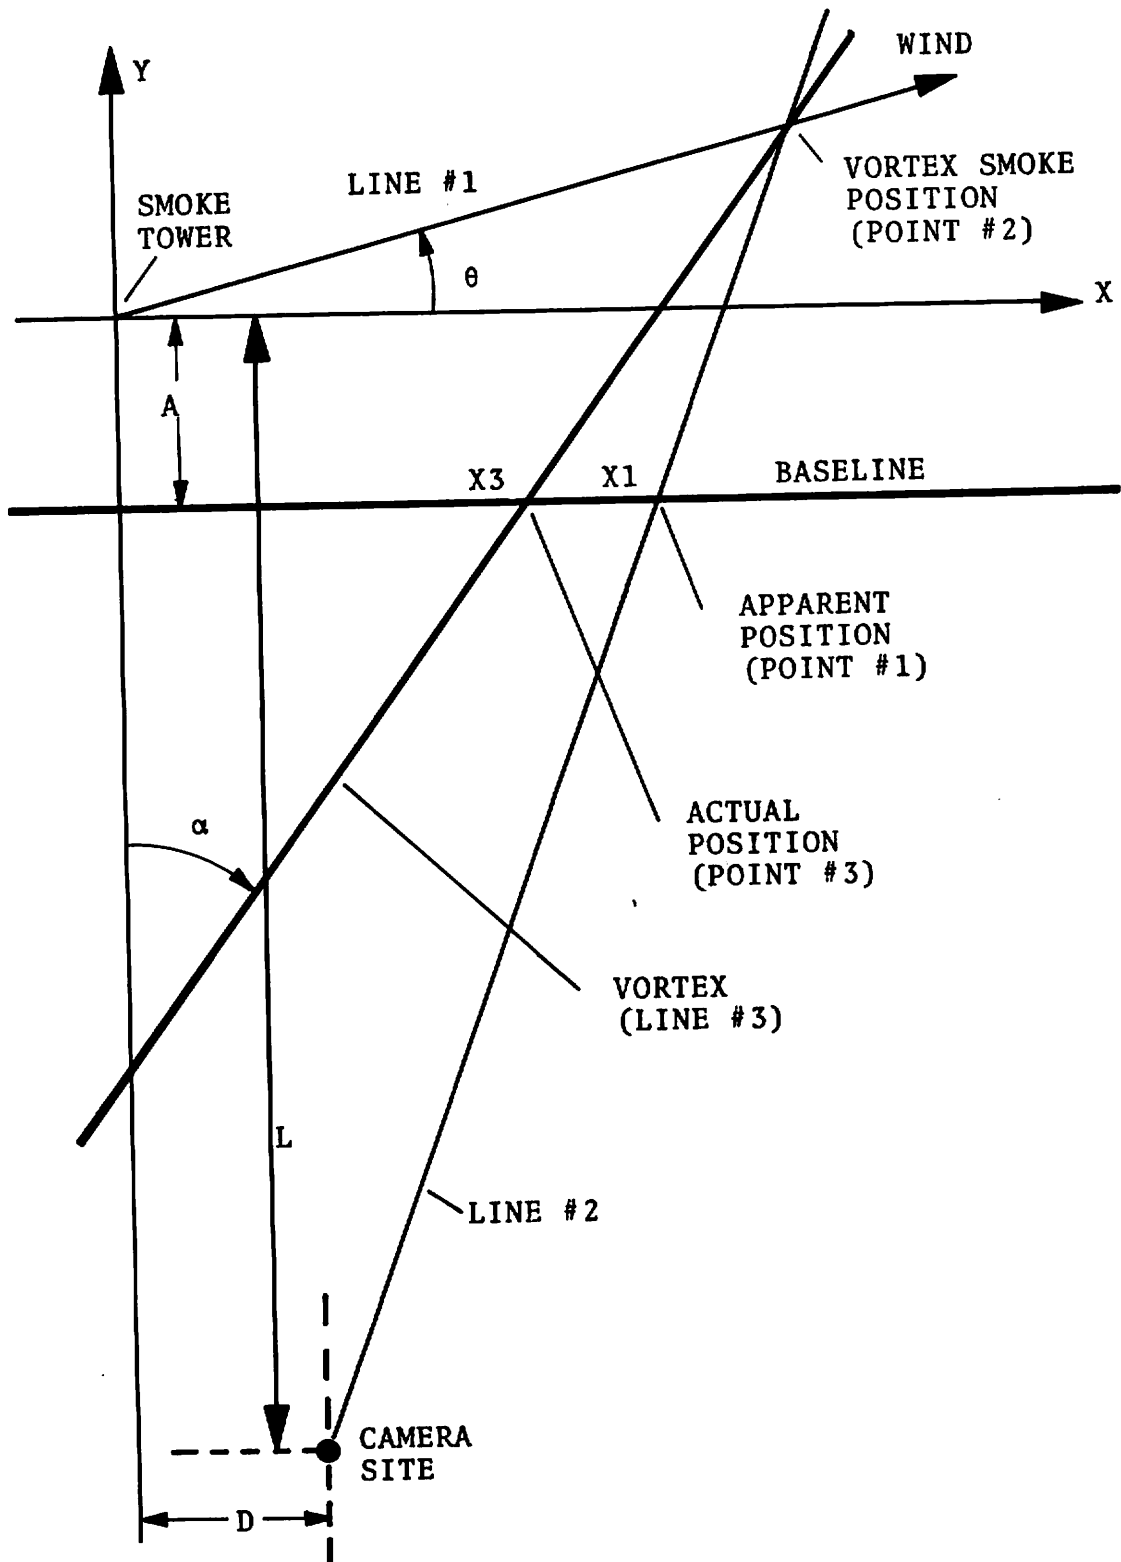 WIND
Y
VORTEX SMOKE
POSITION
(POINT #2)
LINE #1
SMOKE
TOWER
θ
X
A
X3
X1
BASELINE
APPARENT
POSITION
(POINT #1)
ACTUAL
POSITION
(POINT #3)
α
VORTEX
(LINE #3)
L
LINE #2
CAMERA
SITE
D